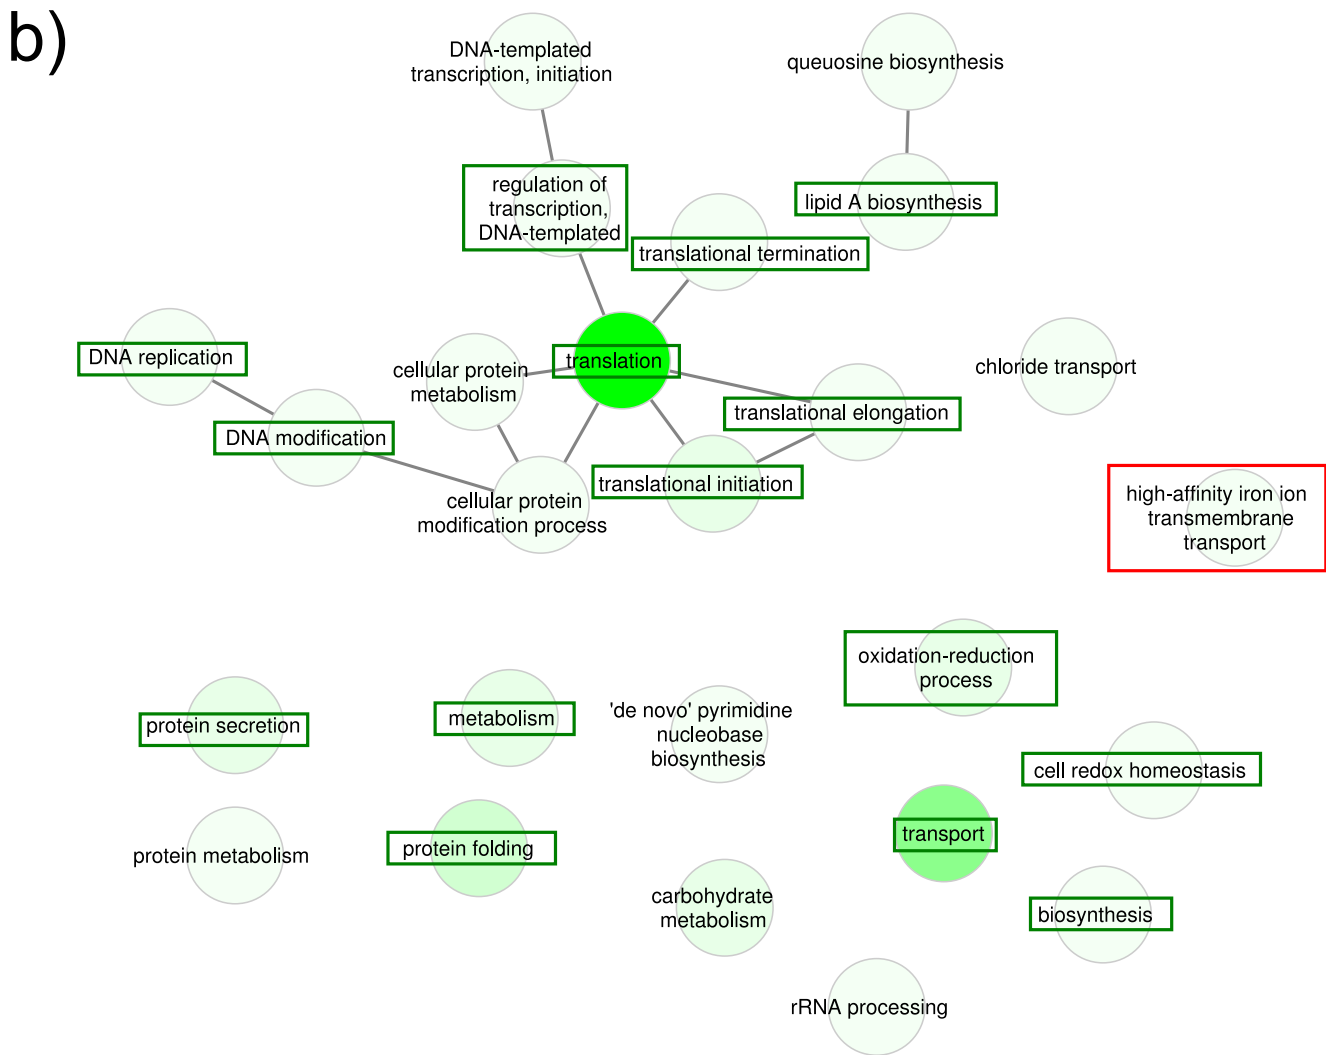 b)
DNA-templated
transcription, initiation
queuosine biosynthesis
regulation of
transcription,
DNA-templated
lipid A biosynthesis
translational termination
DNA replication
cellular protein
metabolism
translation
chloride transport
translational elongation
DNA modification
translational initiation
cellular protein
modification process
high-affinity iron ion
transmembrane
transport
oxidation-reduction
process
protein secretion
metabolism
'de novo' pyrimidine
nucleobase
biosynthesis
cell redox homeostasis
transport
protein metabolism
protein folding
carbohydrate
metabolism
biosynthesis
rRNA processing